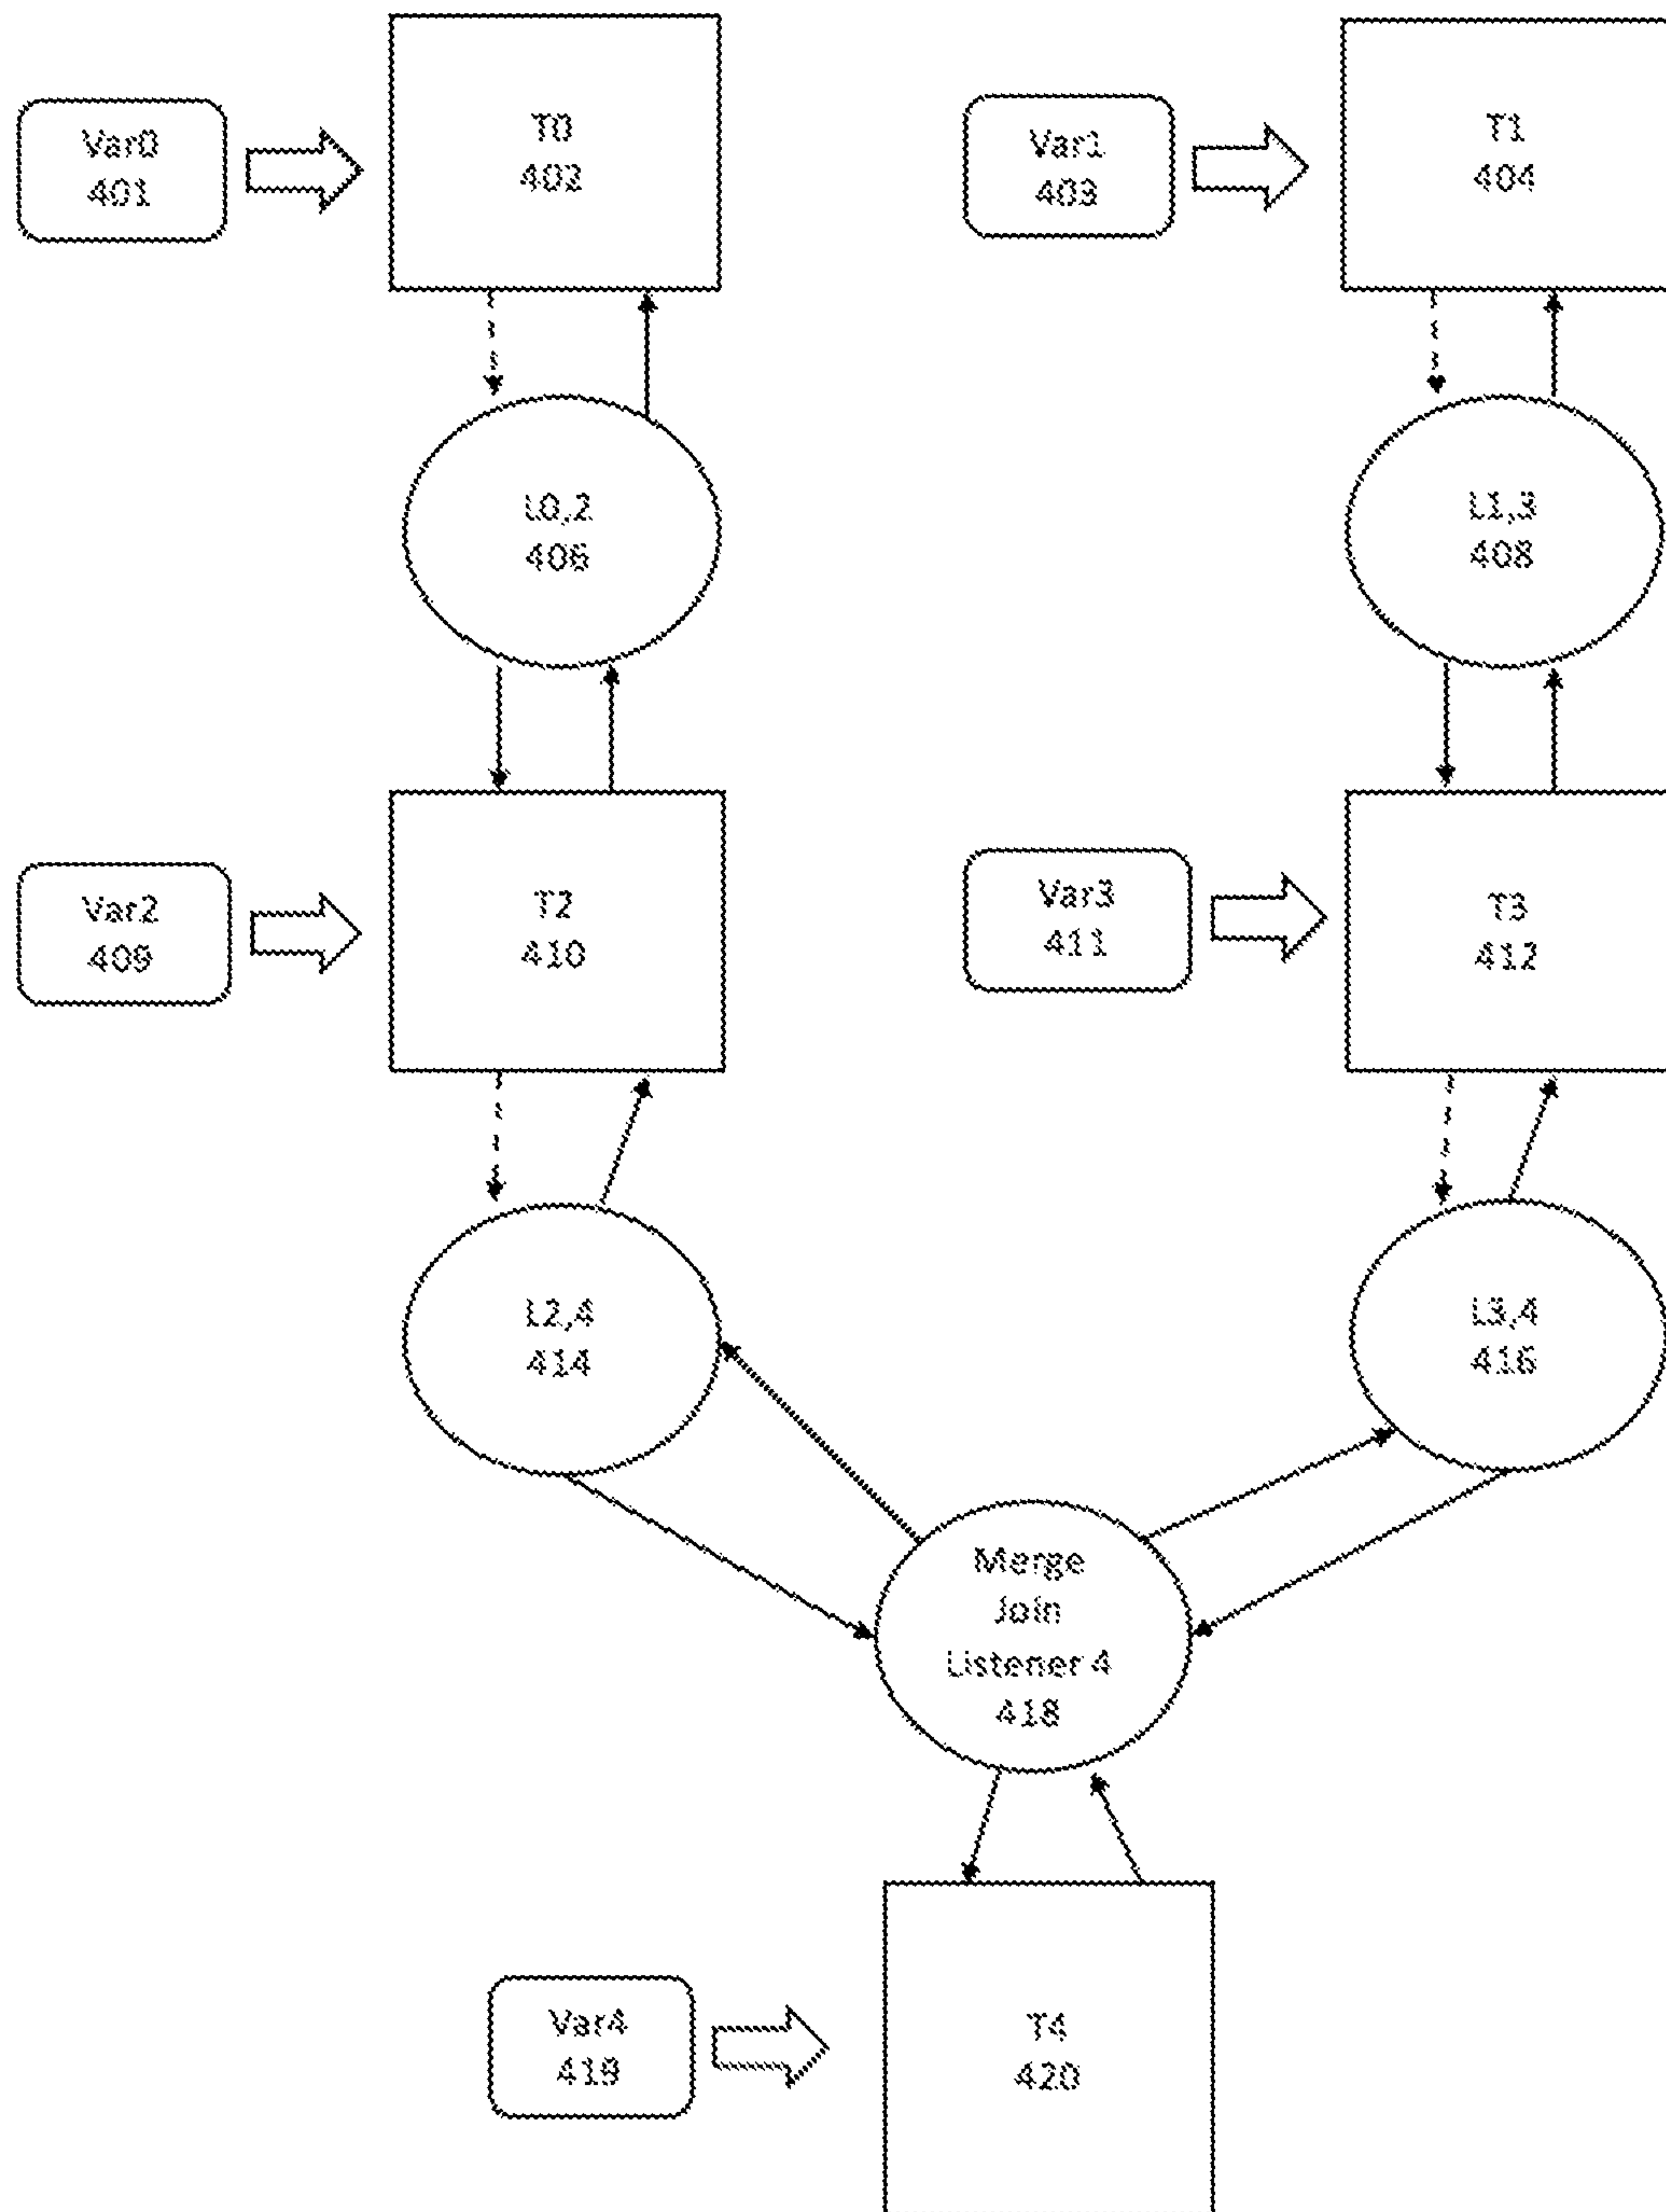 Var0
401
T0
402
Var1
403
T1
404
L0,2
406
L1,3
408
Var2
409
T2
410
Var3
411
T3
412
L2,4
414
L3,4
416
Merge
Join
Listener 4
418
Var4
419
T4
420